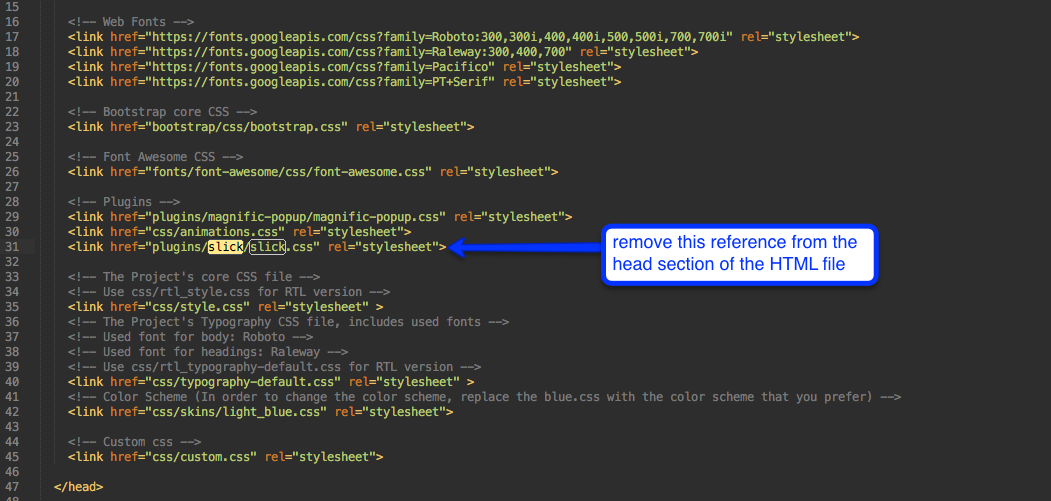 15
16 <!-- Web Fonts -->
17 <link href="https://fonts.googleapis.com/css?family=Roboto:300,300i,400,400i,500,500i,700,700i" rel="stylesheet">
18 <link href="https://fonts.googleapis.com/css?family=Raleway:300,400,700" rel="stylesheet">
19 <link href="https://fonts.googleapis.com/css?family=Pacifico" rel="stylesheet">
20 <link href="https://fonts.googleapis.com/css?family=PT+Serif" rel="stylesheet">
21
22 <!-- Bootstrap core CSS -->
23 <link href="bootstrap/css/bootstrap.css" rel="stylesheet">
24
25 <!-- Font Awesome CSS -->
26 <link href="fonts/font-awesome/css/font-awesome.css" rel="stylesheet">
27
28 <!-- Plugins -->
29 <link href="plugins/magnific-popup/magnific-popup.css" rel="stylesheet">
30 <link href="css/animations.css" rel="stylesheet">
31 <link href="plugins/slick/slick.css" rel="stylesheet">
remove this reference from the
head section of the HTML file
32
33 <!-- The Project's core CSS file -->
34 <!-- Use css/rtl_style.css for RTL version -->
35 <link href="css/style.css" rel="stylesheet" >
36 <!-- The Project's Typography CSS file, includes used fonts -->
37 <!-- Used font for body: Roboto -->
38 <!-- Used font for headings: Raleway -->
39 <!-- Use css/rtl_typography-default.css for RTL version -->
40 <link href="css/typography-default.css" rel="stylesheet" >
41 <!-- Color Scheme (In order to change the color scheme, replace the blue.css with the color scheme that you prefer) -->
42 <link href="css/skins/light_blue.css" rel="stylesheet">
43
44 <!-- Custom css -->
45 <link href="css/custom.css" rel="stylesheet">
46
47 </head>
48